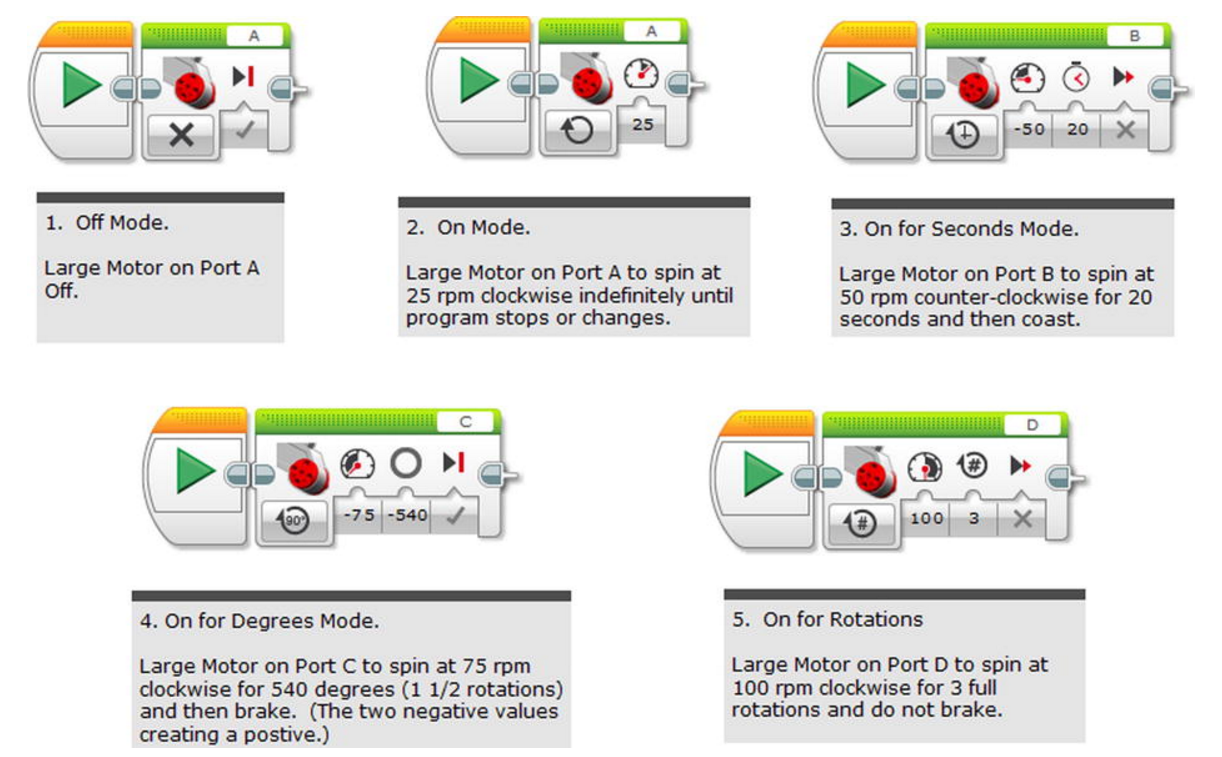 A
A
25
B
-50 20
1. Off Mode.
Large Motor on Port A
Off.
2. On Mode.
Large Motor on Port A to spin at
25 rpm clockwise indefinitely until
program stops or changes.
3. On for Seconds Mode.
Large Motor on Port B to spin at
50 rpm counter-clockwise for 20
seconds and then coast.
C
90°
-75 -540
D
#
#
100 3
4. On for Degrees Mode.
Large Motor on Port C to spin at 75 rpm
clockwise for 540 degrees (1 1/2 rotations)
and then brake. (The two negative values
creating a postive.)
5. On for Rotations
Large Motor on Port D to spin at
100 rpm clockwise for 3 full
rotations and do not brake.